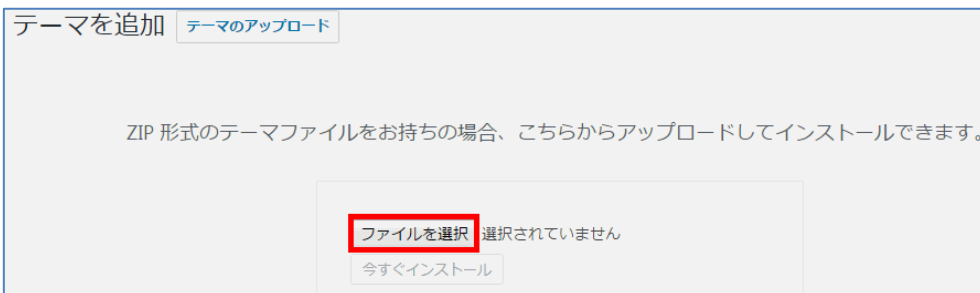 テーマを追加 テーマのアップロード
ZIP 形式のテーマファイルをお持ちの場合、こちらからアップロードしてインストールできます。
ファイルを選択 選択されていません
今すぐインストール